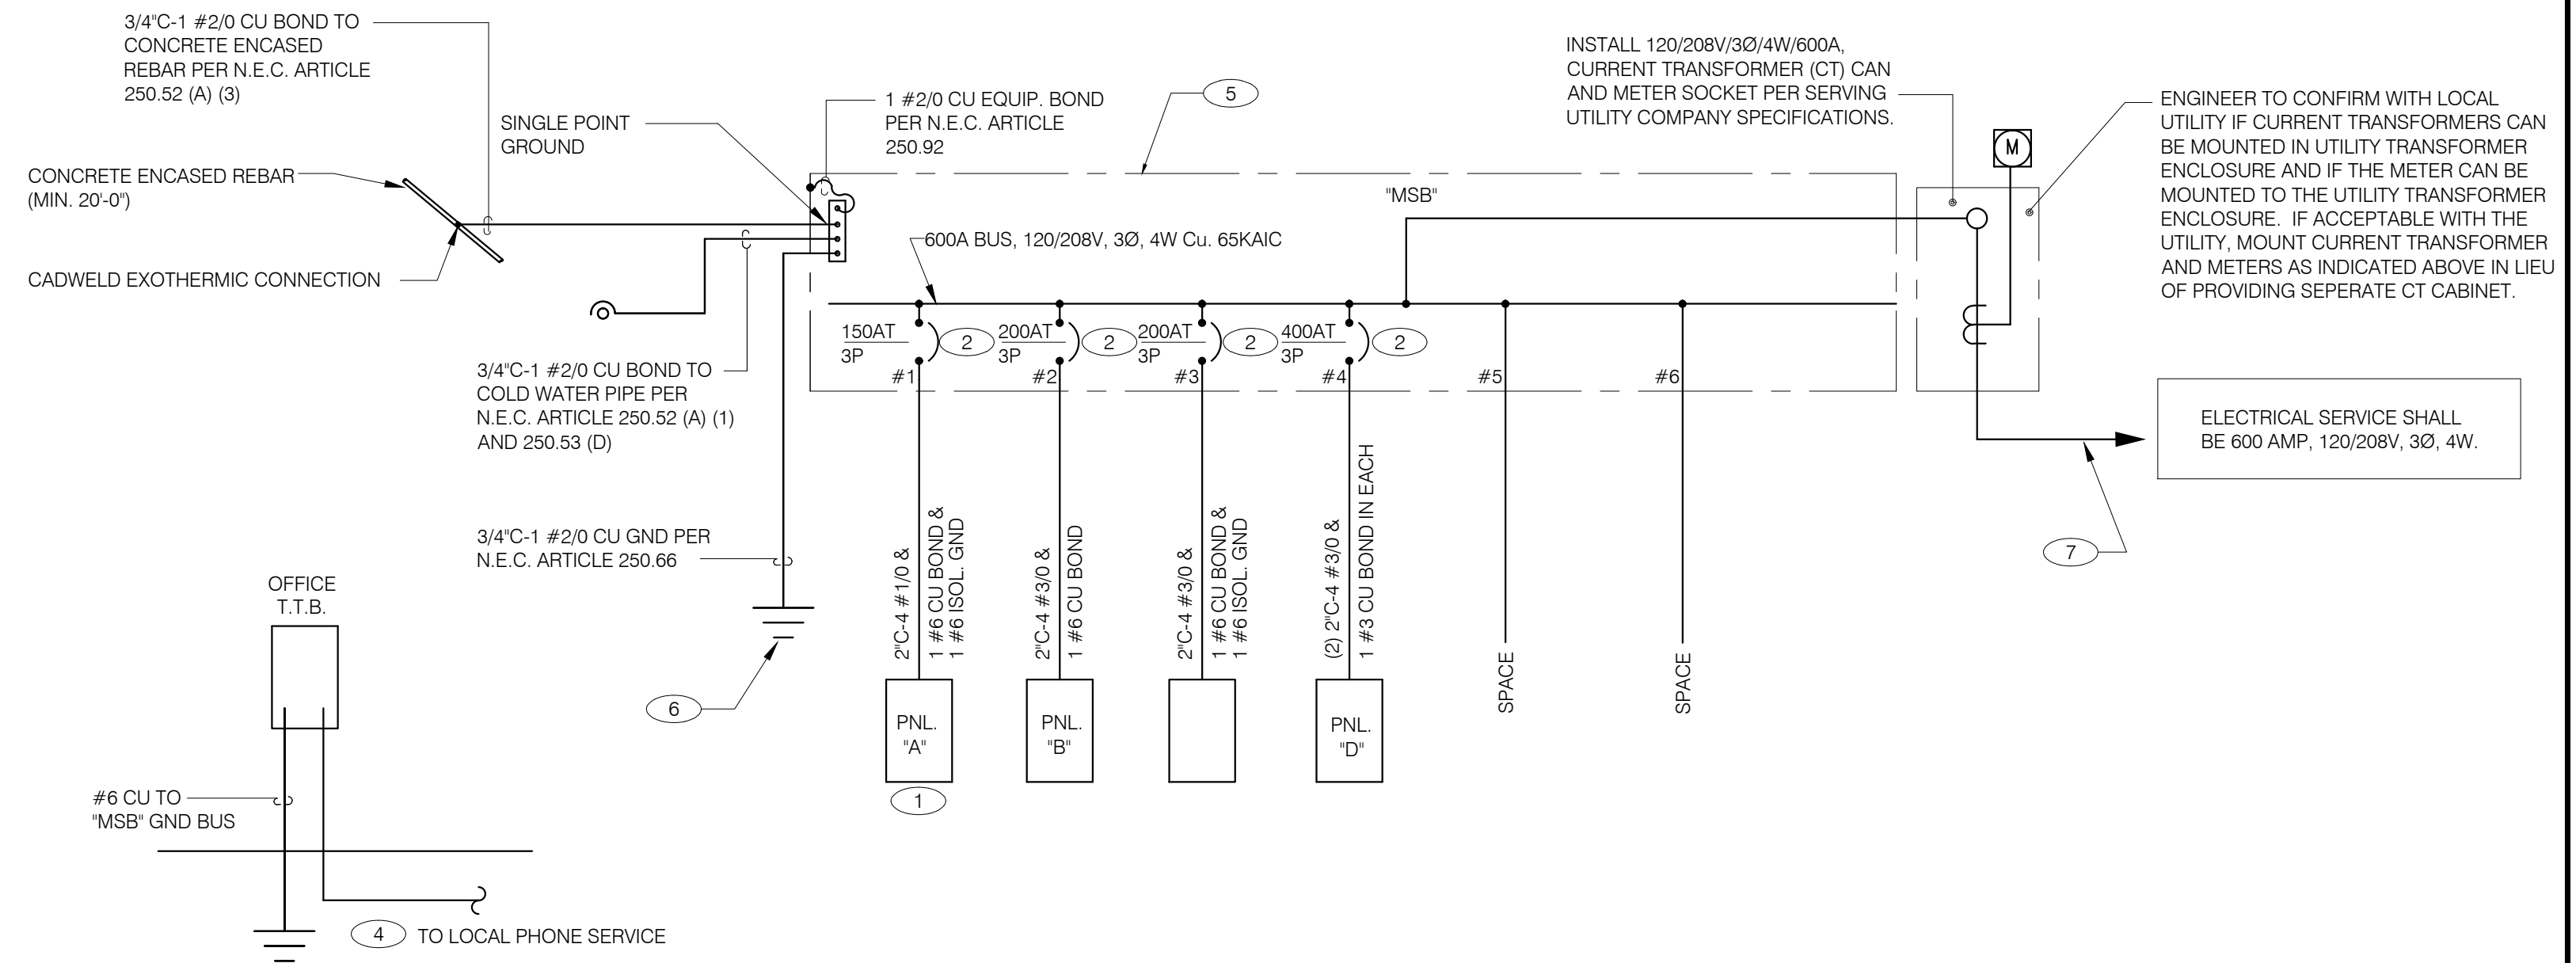 3/4"C-1 #2/0 CU BOND TO
CONCRETE ENCASED
REBAR PER N.E.C. ARTICLE
250.52 (A) (3)
CONCRETE ENCASED REBAR
(MIN. 20'-0")
CADWELD EXOTHERMIC CONNECTION
SINGLE POINT
GROUND
1 #2/0 CU EQUIP. BOND
PER N.E.C. ARTICLE
250.92
5
INSTALL 120/208V/3Ø/4W/600A,
CURRENT TRANSFORMER (CT) CAN
AND METER SOCKET PER SERVING
UTILITY COMPANY SPECIFICATIONS.
M
ENGINEER TO CONFIRM WITH LOCAL
UTILITY IF CURRENT TRANSFORMERS CAN
BE MOUNTED IN UTILITY TRANSFORMER
ENCLOSURE AND IF THE METER CAN BE
MOUNTED TO THE UTILITY TRANSFORMER
ENCLOSURE. IF ACCEPTABLE WITH THE
UTILITY, MOUNT CURRENT TRANSFORMER
AND METERS AS INDICATED ABOVE IN LIEU
OF PROVIDING SEPERATE CT CABINET.
"MSB"
600A BUS, 120/208V, 3Ø, 4W Cu. 65KAIC
150AT
3P
2
#1
200AT
3P
2
#2
200AT
3P
2
#3
400AT
3P
2
#4
#5
#6
3/4"C-1 #2/0 CU BOND TO
COLD WATER PIPE PER
N.E.C. ARTICLE 250.52 (A) (1)
AND 250.53 (D)
3/4"C-1 #2/0 CU GND PER
N.E.C. ARTICLE 250.66
6
2"C-4 #1/0 &
1 #6 CU BOND &
1 #6 ISOL. GND
2"C-4 #3/0 &
1 #6 CU BOND
2"C-4 #3/0 &
1 #6 CU BOND &
1 #6 ISOL. GND
(2) 2"C-4 #3/0 &
1 #3 CU BOND IN EACH
SPACE
SPACE
ELECTRICAL SERVICE SHALL
BE 600 AMP, 120/208V, 3Ø, 4W.
7
PNL.
"A"
1
PNL.
"B"
PNL.
"D"
OFFICE
T.T.B.
#6 CU TO
"MSB" GND BUS
4
TO LOCAL PHONE SERVICE